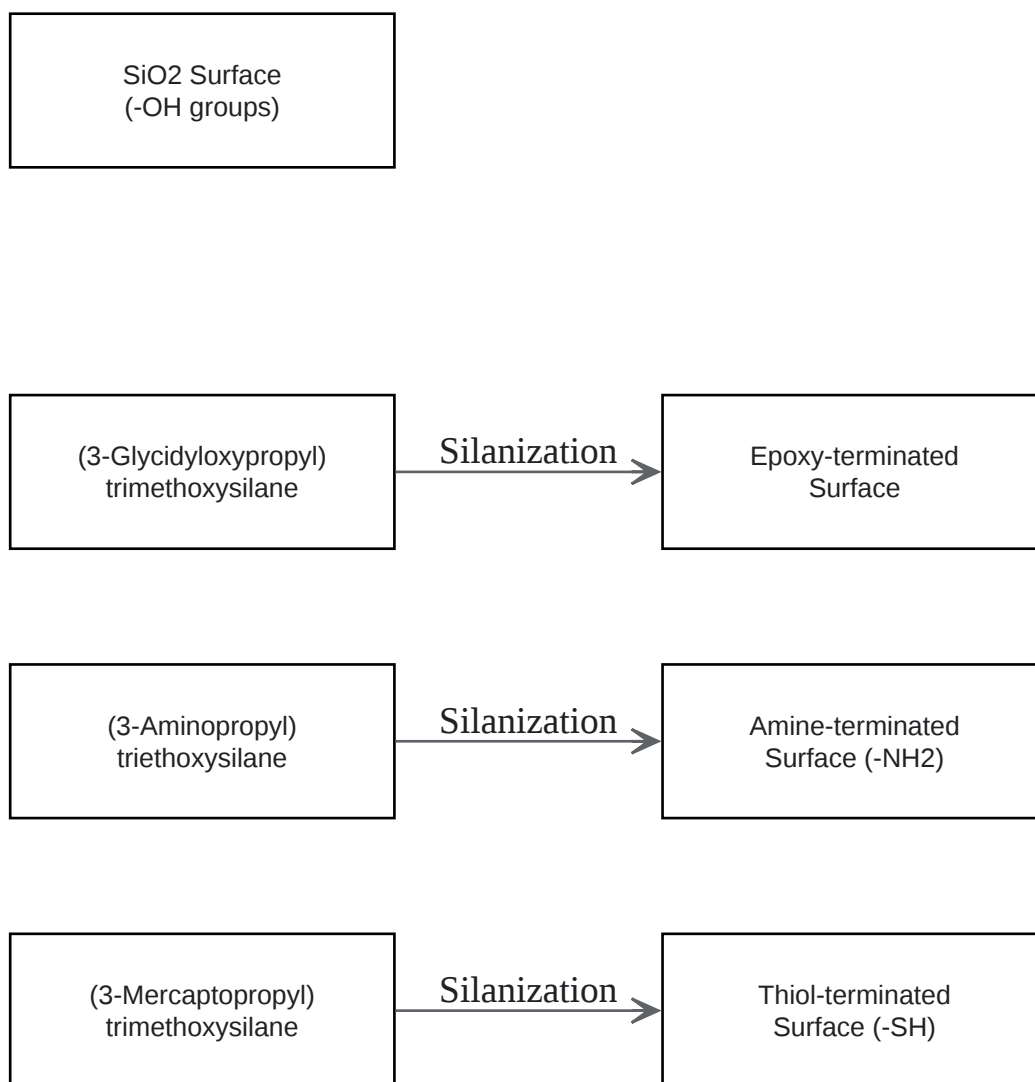 SiO2 Surface
(-OH groups)
(3-Glycidyloxypropyl)
trimethoxysilane
Silanization
Epoxy-terminated
Surface
(3-Aminopropyl)
triethoxysilane
Silanization
Amine-terminated
Surface (-NH2)
(3-Mercaptopropyl)
trimethoxysilane
Silanization
Thiol-terminated
Surface (-SH)